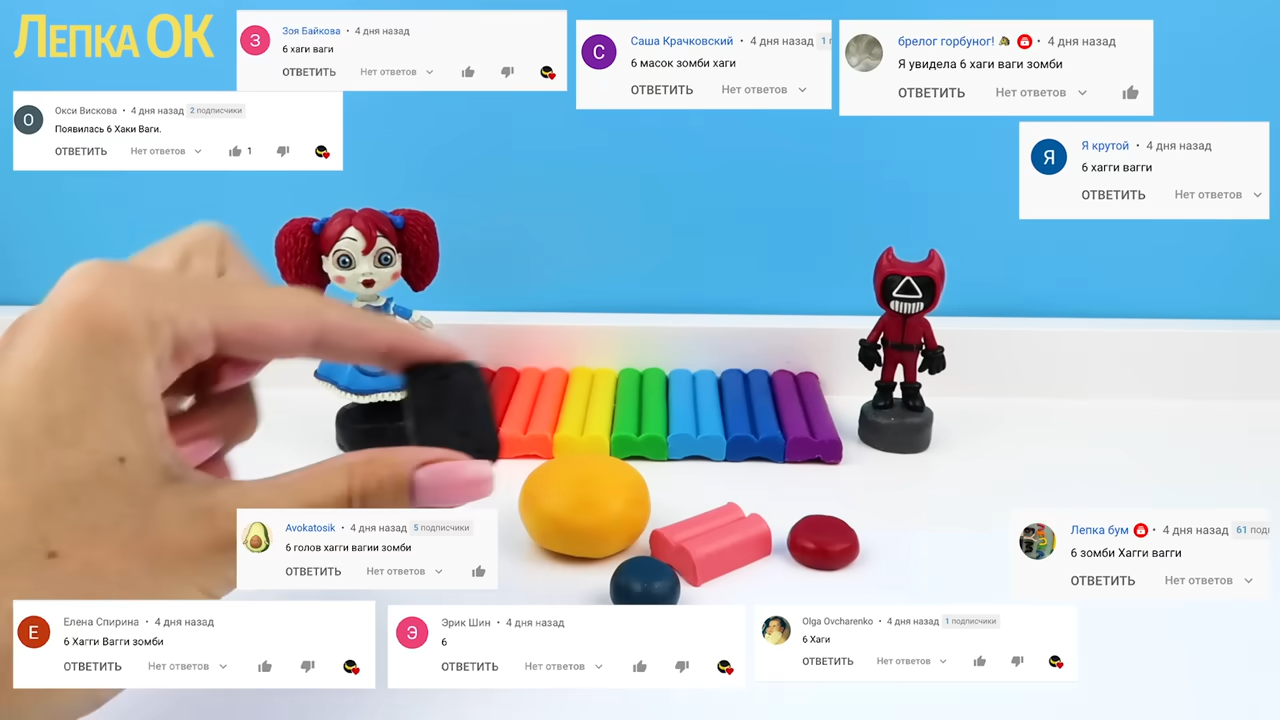 Лепка ОК
Зоя Байкова • 4 дня назад
6 хаги ваги
ОТВЕТИТЬ Нет ответов
Саша Крачковский • 4 дня назад 1
6 масок зомби хаги
ОТВЕТИТЬ Нет ответов
брелог горбуног! • 4 дня назад
Я увидела 6 хаги ваги зомби
ОТВЕТИТЬ Нет ответов
О
Окси Вискова • 4 дня назад 2 подписчики
Появилась 6 Хаки Ваги.
ОТВЕТИТЬ Нет ответов 1
З
С
Я
Я крутой • 4 дня назад
6 хагги вагги
ОТВЕТИТЬ Нет ответов
Avokatosik • 4 дня назад 5 подписчики
6 голов хагги вагии зомби
ОТВЕТИТЬ Нет ответов
Лепка бум • 4 дня назад 61
6 зомби Хагги вагги
ОТВЕТИТЬ Нет ответов
Е
Елена Спирина • 4 дня назад
6 Хагги Вагги зомби
ОТВЕТИТЬ Нет ответов
Э
Эрик Шин • 4 дня назад
6
ОТВЕТИТЬ Нет ответов
Olga Ovcharenko • 4 дня назад 1 подписчики
6 Хаги
ОТВЕТИТЬ Нет ответов